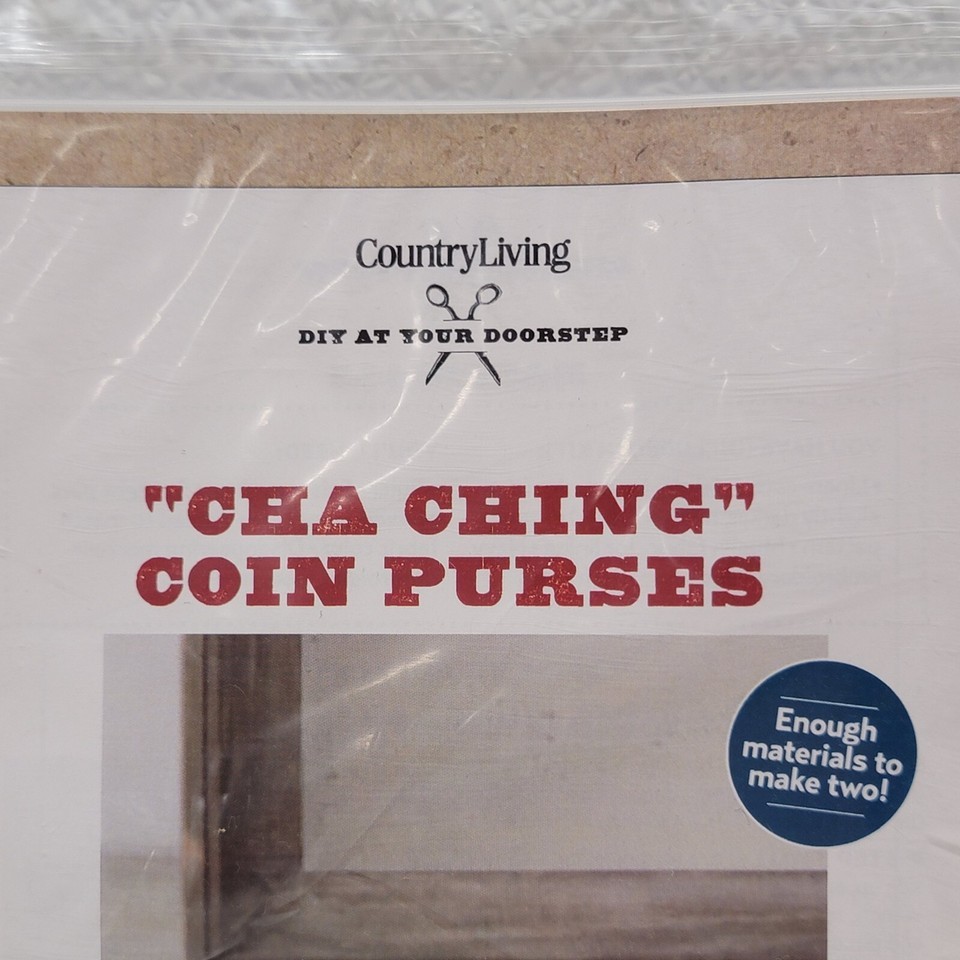 CountryLiving
DIY AT YOUR DOORSTEP
"CHA CHING"
COIN PURSES
Enough
materials to
make two!